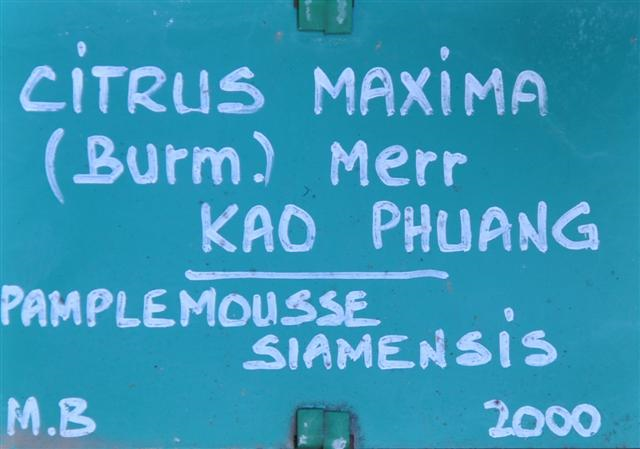 CiTRUS MAXiMA
(Burm.) Merr
KAO PHUANG
PAMPLEMOUSSE
SIAMENSiS
M.B 2000